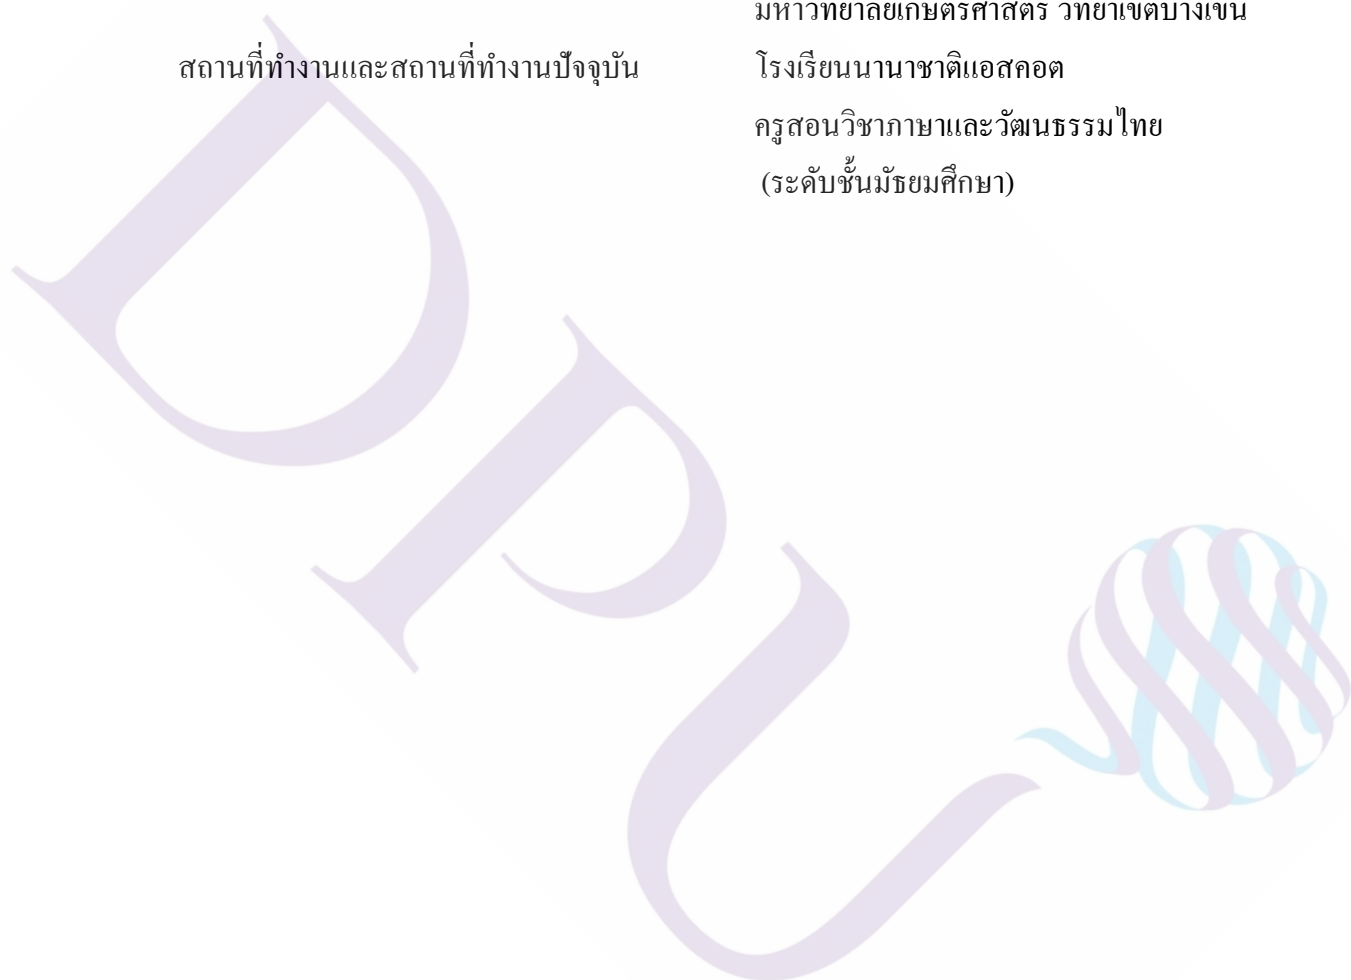 มหาวิทยาลัยเกษตรศาสตร์ วิทยาเขตบางเขน
สถานที่ทำงานและสถานที่ทำงานปัจจุบัน โรงเรียนนานาชาติแอสคอต
ครูสอนวิชาภาษาและวัฒนธรรมไทย
(ระดับชั้นมัธยมศึกษา)
DPU